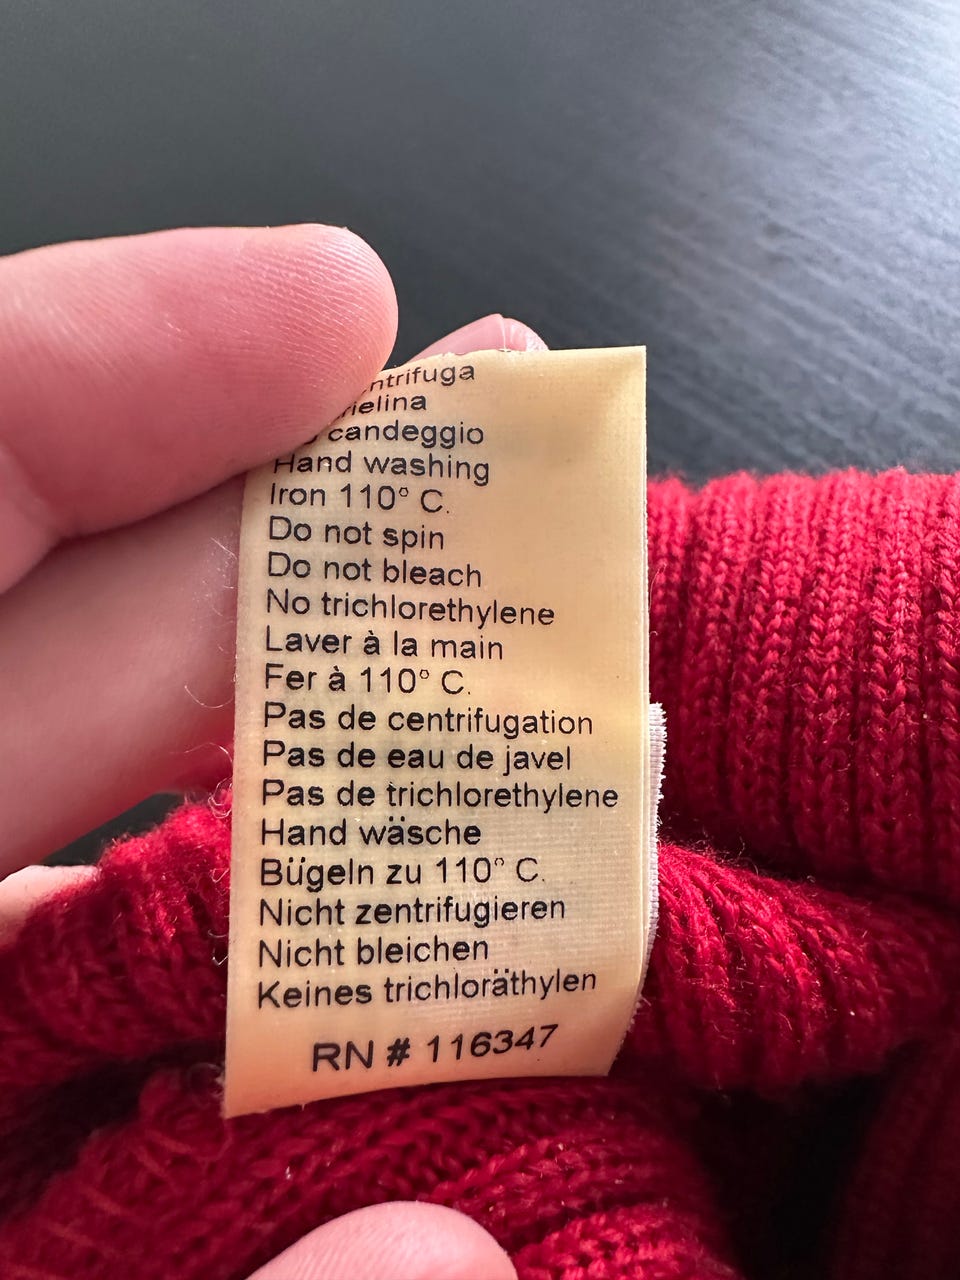 candeggio
Hand washing
Iron 110° C.
Do not spin
Do not bleach
No trichlorethylene
Laver à la main
Fer à 110° C.
Pas de centrifugation
Pas de eau de javel
Pas de trichlorethylene
Hand wäsche
Bügeln zu 110° C.
Nicht zentrifugieren
Nicht bleichen
Keines trichloräthylen
RN # 116347